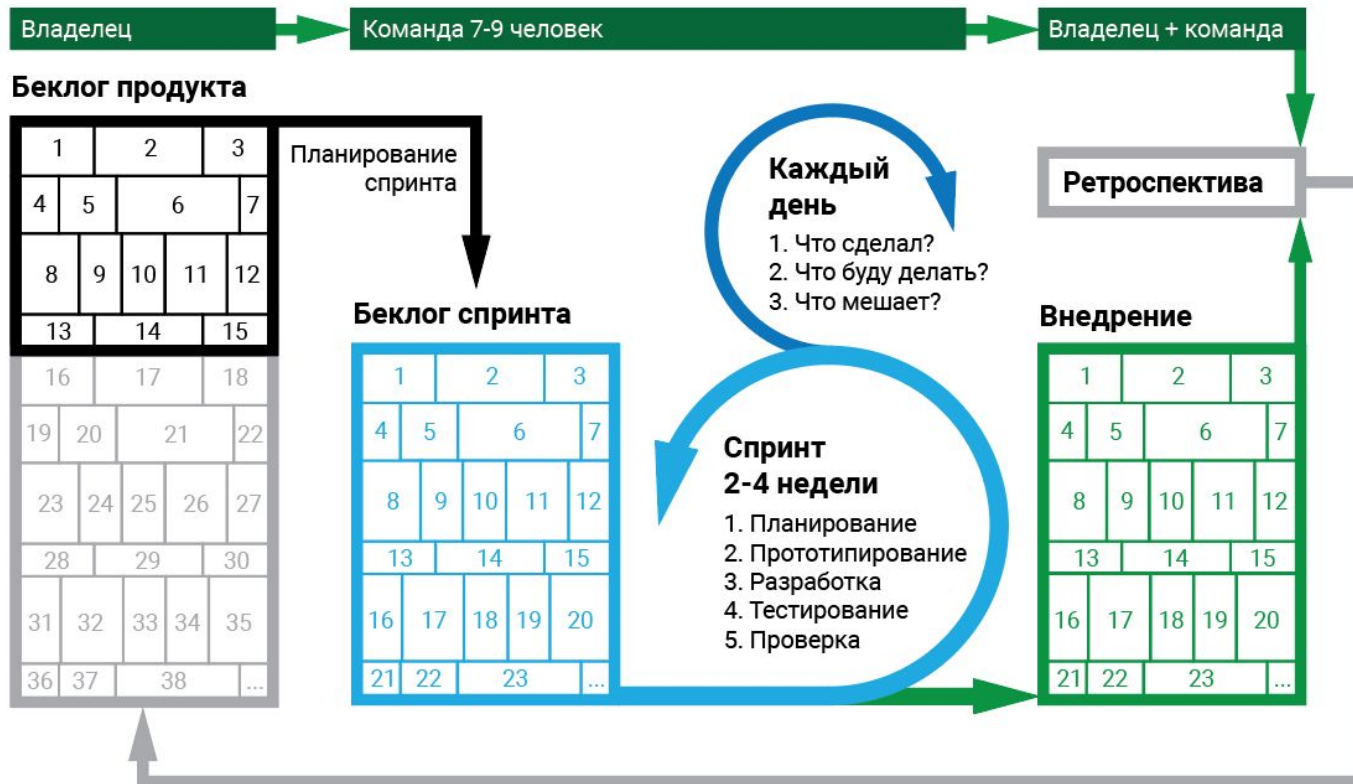 Владелец
Команда 7-9 человек
Владелец + команда
Беклог продукта
1 2 3
4 5 6 7
8 9 10 11 12
13 14 15
16 17 18
19 20 21 22
23 24 25 26 27
28 29 30
31 32 33 34 35
36 37 38 ...
Планирование
спринта
Беклог спринта
1 2 3
4 5 6 7
8 9 10 11 12
13 14 15
16 17 18 19 20
21 22 23 ...
Каждый
день
1. Что сделал?
2. Что буду делать?
3. Что мешает?
Спринт
2-4 недели
1. Планирование
2. Прототипирование
3. Разработка
4. Тестирование
5. Проверка
Ретроспектива
Внедрение
1 2 3
4 5 6 7
8 9 10 11 12
13 14 15
16 17 18 19 20
21 22 23 ...